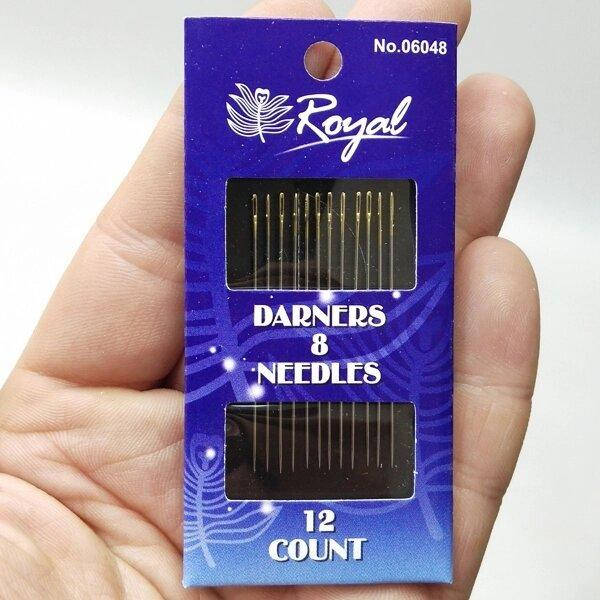 No.06048
Royal
DARNERS
8
NEEDLES
12
COUNT